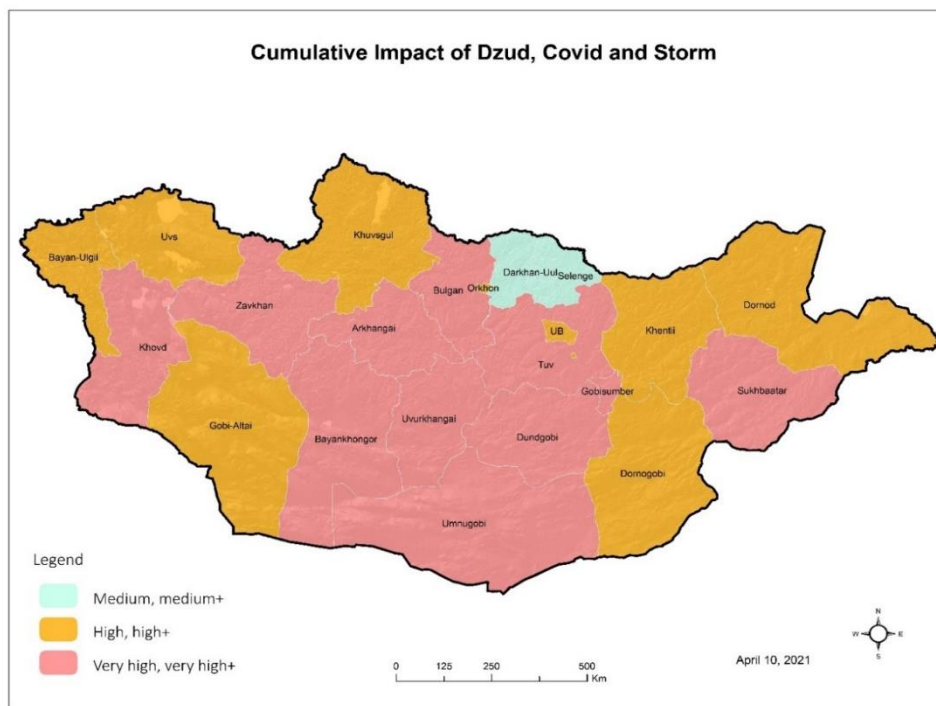 Cumulative Impact of Dzud, Covid and Storm
Uvs
Bayan-Ulgii
Khuvsgul
Darkhan-Uul
Selenge
Orkhon
Bulgan
Zavkhan
Dornod
Arkhangai
UB
Khentii
Khovd
Tuv
Gobisumber
Sukhbaatar
Gobi-Altai
Bayankhongor
Uvurkhangai
Dundgobi
Dornogobi
Umnugobi
Legend
Medium, medium+
High, high+
Very high, very high+
0 125 250 500
Km
April 10, 2021
N
W E
S